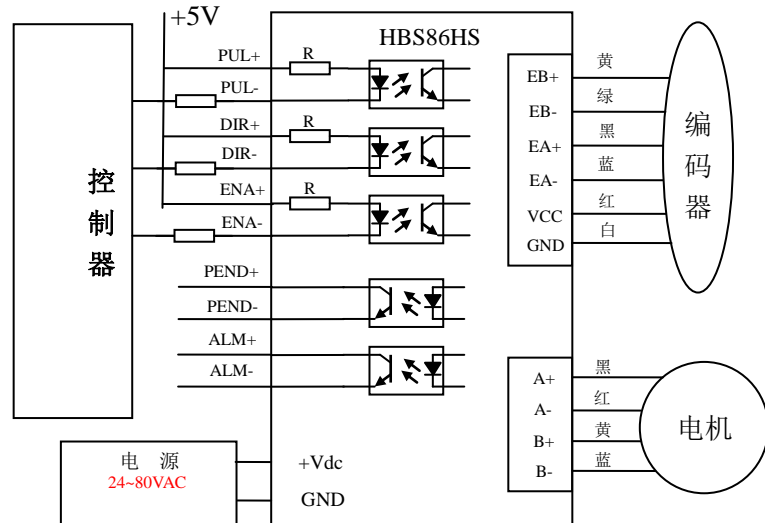 +5V
HBS86HS
PUL+
R
PUL-
DIR+
R
DIR-
ENA+
R
ENA-
PEND+
PEND-
ALM+
ALM-
控制器
电 源
24~80VAC
+Vdc
GND
EB+
黄
EB-
绿
EA+
黑
EA-
蓝
VCC
红
GND
白
编码器
A+
黑
A-
红
B+
黄
B-
蓝
电机